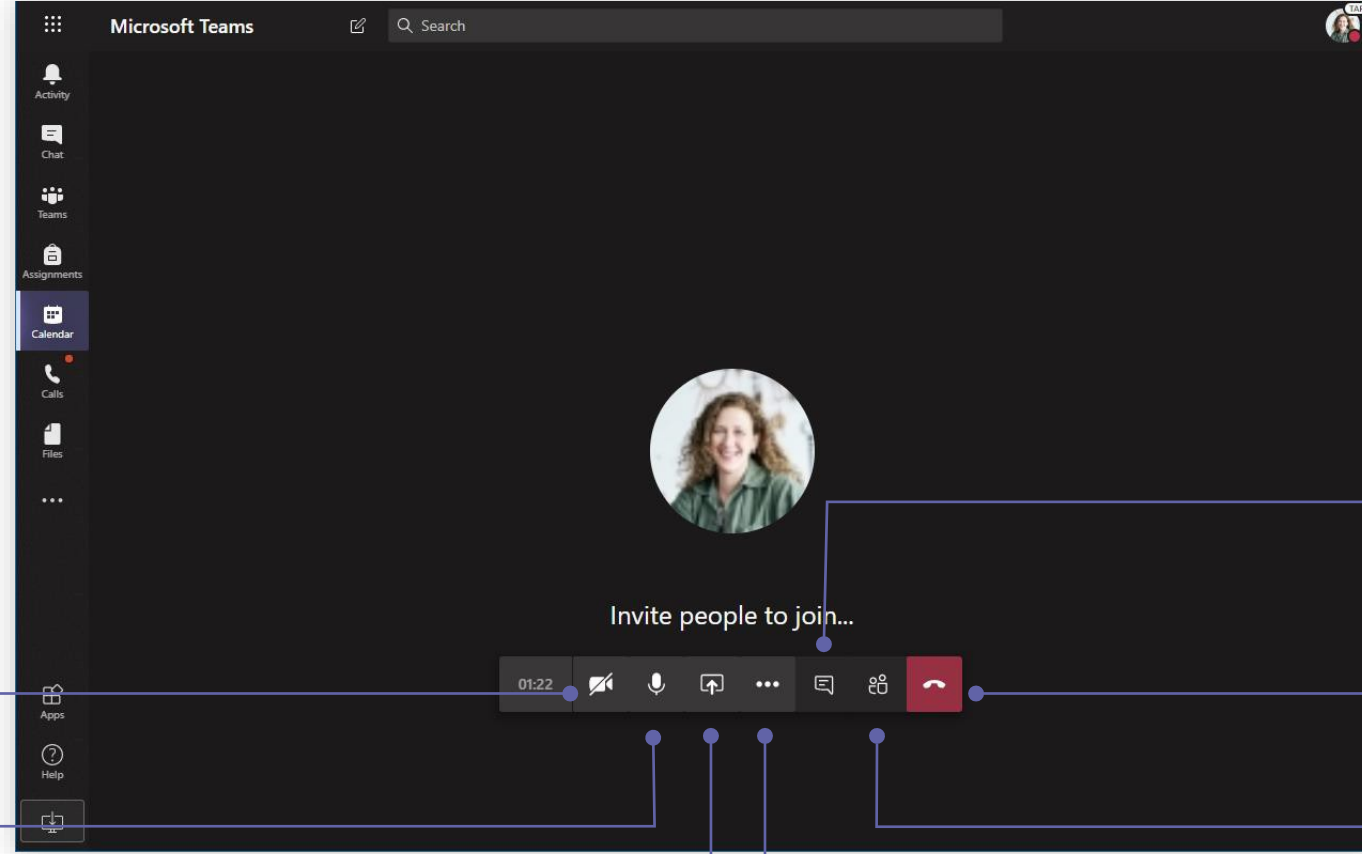 Microsoft Teams
Search
Activity
Chat
Teams
Assignments
Calendar
Calls
Files
Invite people to join...
01:22
Apps
Help